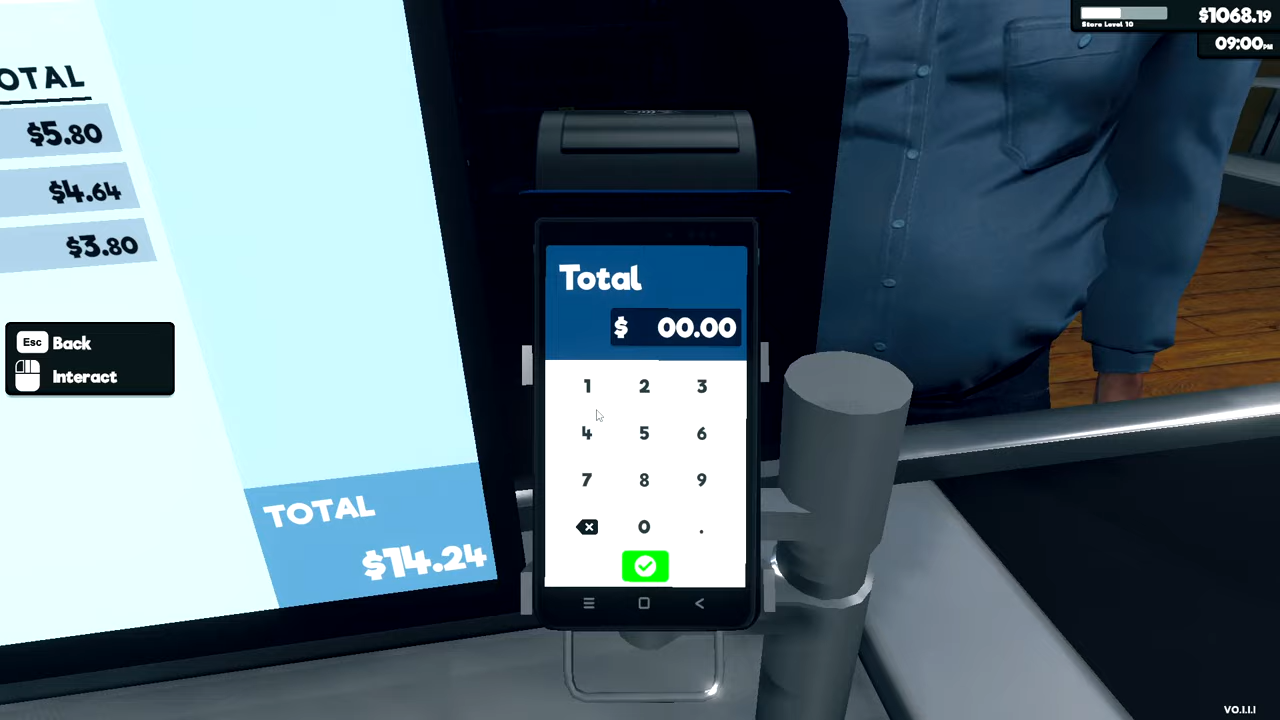 OTAL
$5.80
$4.64
$3.80
Esc Back
Interact
TOTAL
$14.24
Total
$ 00.00
1 2 3
4 5 6
7 8 9
0 .
$1068.19
Store Level 10
09:00PM
V0.1.1.1